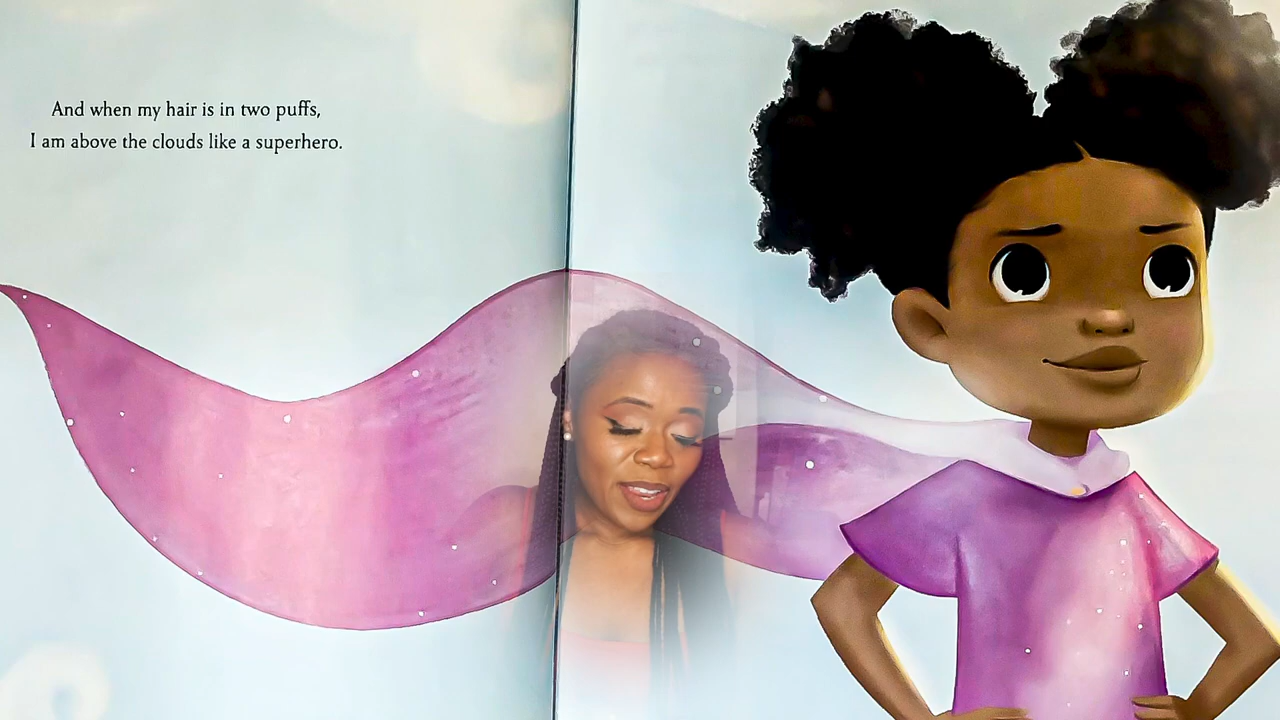 And when my hair is in two puffs,
I am above the clouds like a superhero.